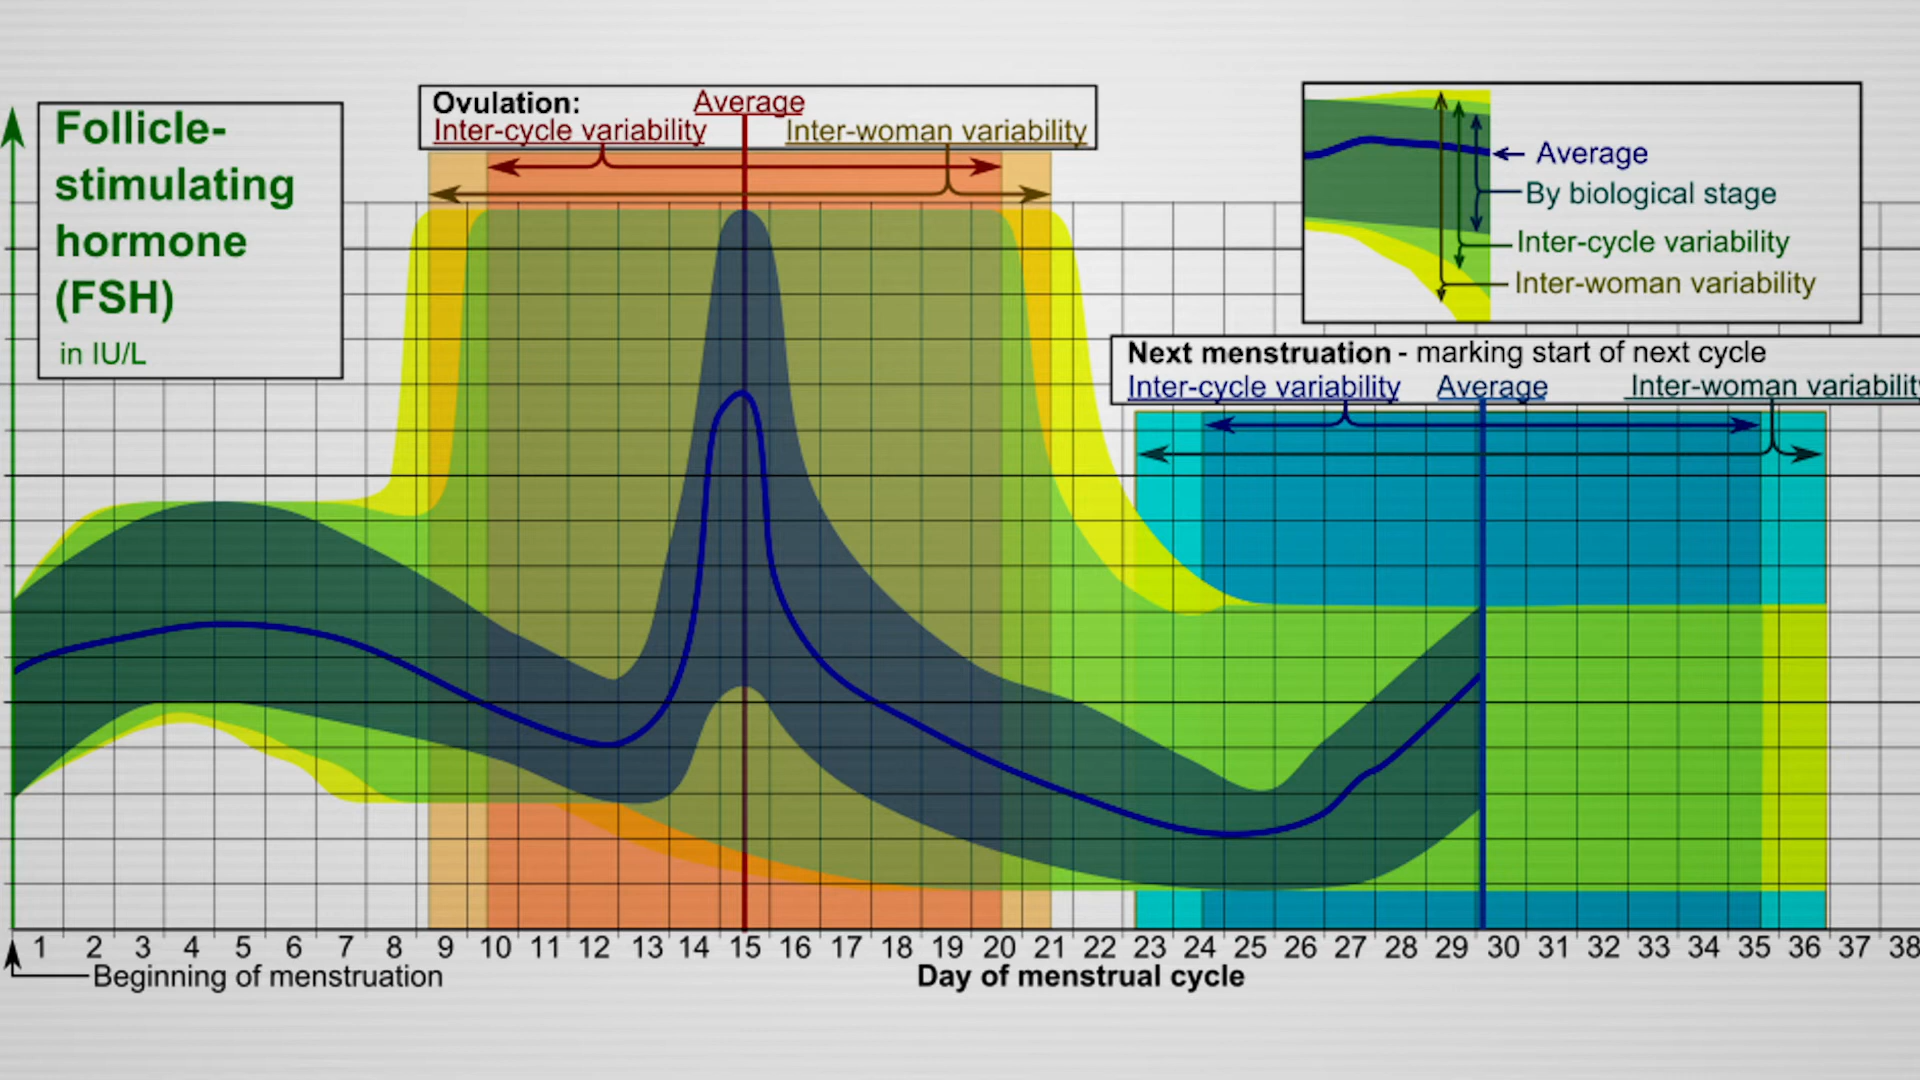 Follicle-
stimulating
hormone
(FSH)
in IU/L
Ovulation:
Average
Inter-cycle variability
Inter-woman variability
Average
By biological stage
Inter-cycle variability
Inter-woman variability
Next menstruation - marking start of next cycle
Inter-cycle variability
Average
Inter-woman variability
1 2 3 4 5 6 7 8 9 10 11 12 13 14 15 16 17 18 19 20 21 22 23 24 25 26 27 28 29 30 31 32 33 34 35 36 37 38
Beginning of menstruation
Day of menstrual cycle